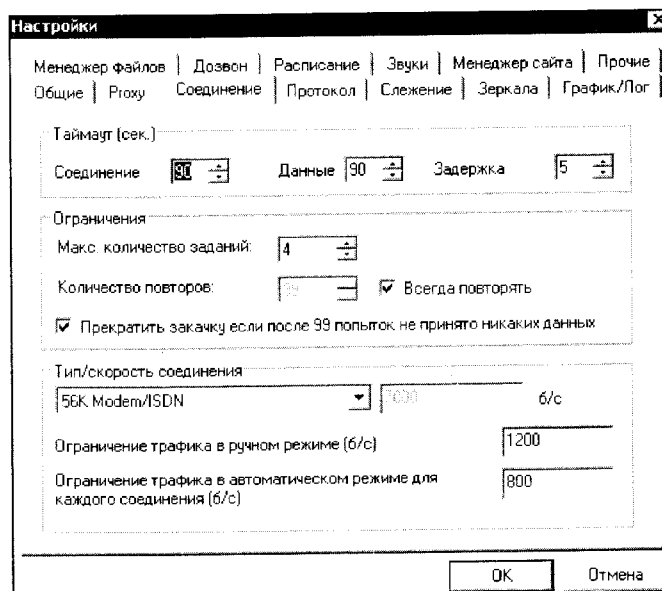 Настройки
Менеджер файлов | Дозвон | Расписание | Звуки | Менеджер сайта | Прочие
Общие | Proxy Соединение | Протокол | Слежение | Зеркала | График/Лог
Таймаут (сек.)
Соединение 90 Данные 90 Задержка 5
Ограничения
Макс. количество заданий: 4
Количество повторов: 99 Всегда повторять
Прекратить закачку если после 99 попыток не принято никаких данных
Тип/скорость соединения
56K Modem/ISDN 7000 б/с
Ограничение трафика в ручном режиме (б/с) 1200
Ограничение трафика в автоматическом режиме для
каждого соединения (б/с) 800
OK Отмена